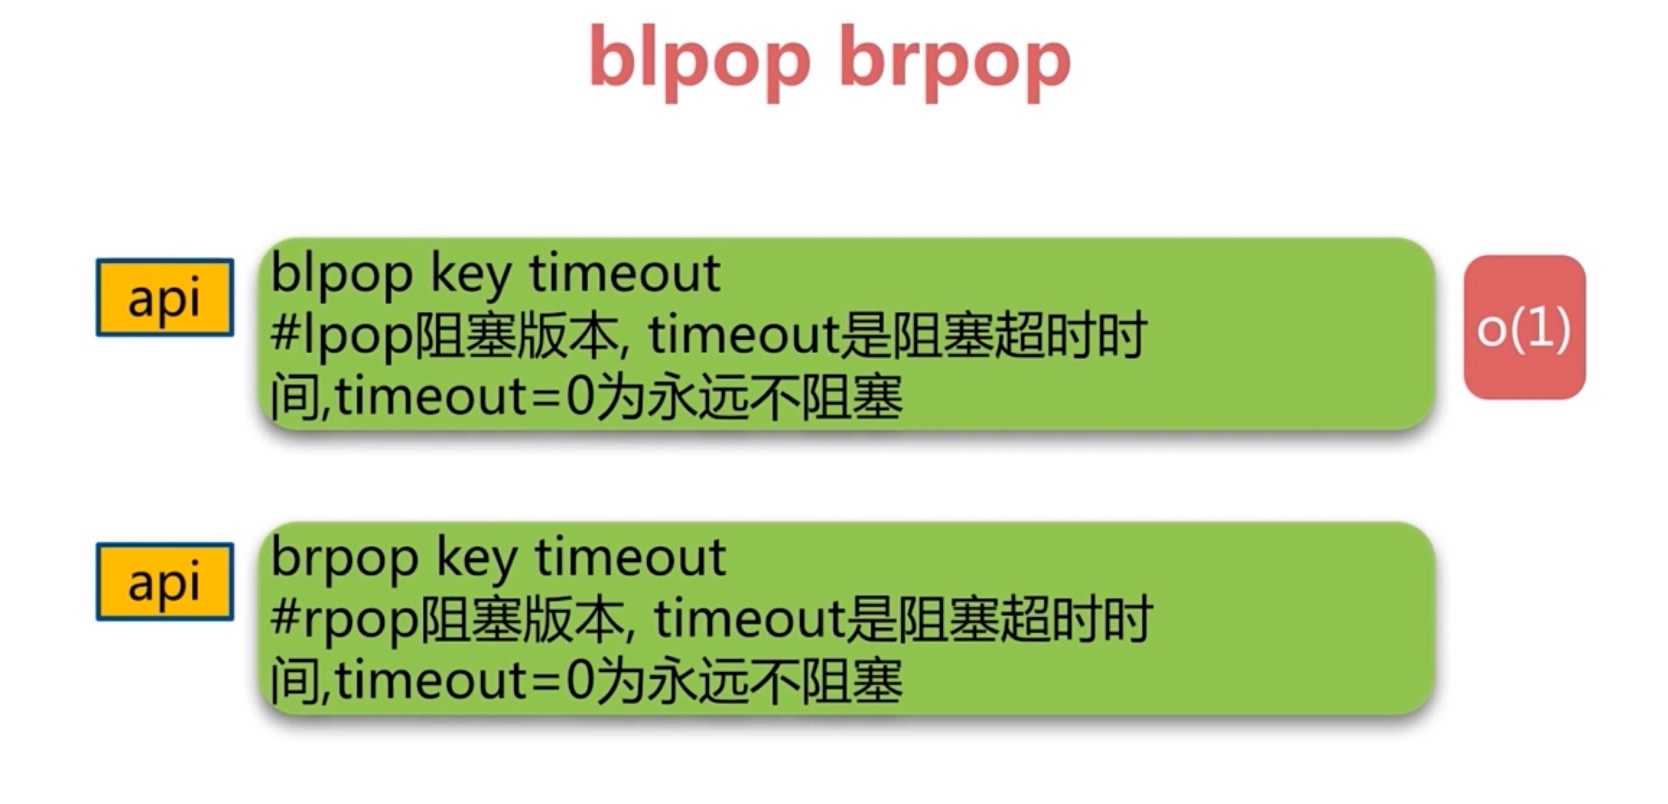 blpop brpop
api
blpop key timeout
#lpop阻塞版本, timeout是阻塞超时时
间,timeout=0为永远不阻塞
o(1)
api
brpop key timeout
#rpop阻塞版本, timeout是阻塞超时时
间,timeout=0为永远不阻塞